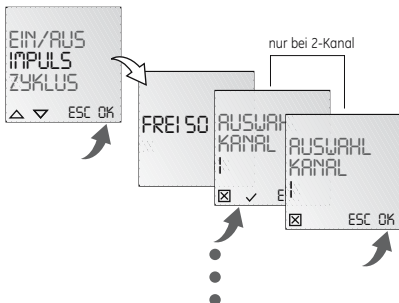 EIN/AUS
IMPULS
ZYKLUS
ESC OK
nur bei 2-Kanal
FREI 50
AUSWAH
KANAL
1
E
AUSWAHL
KANAL
1
ESC OK